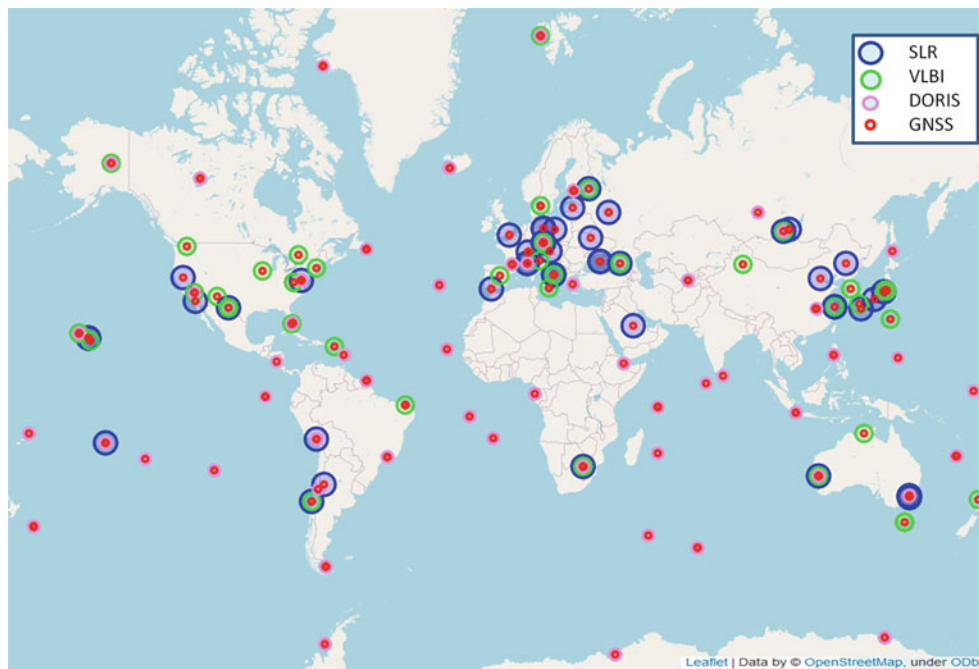 SLR
VLBI
DORIS
GNSS
Leaflet | Data by © OpenStreetMap, under ODb